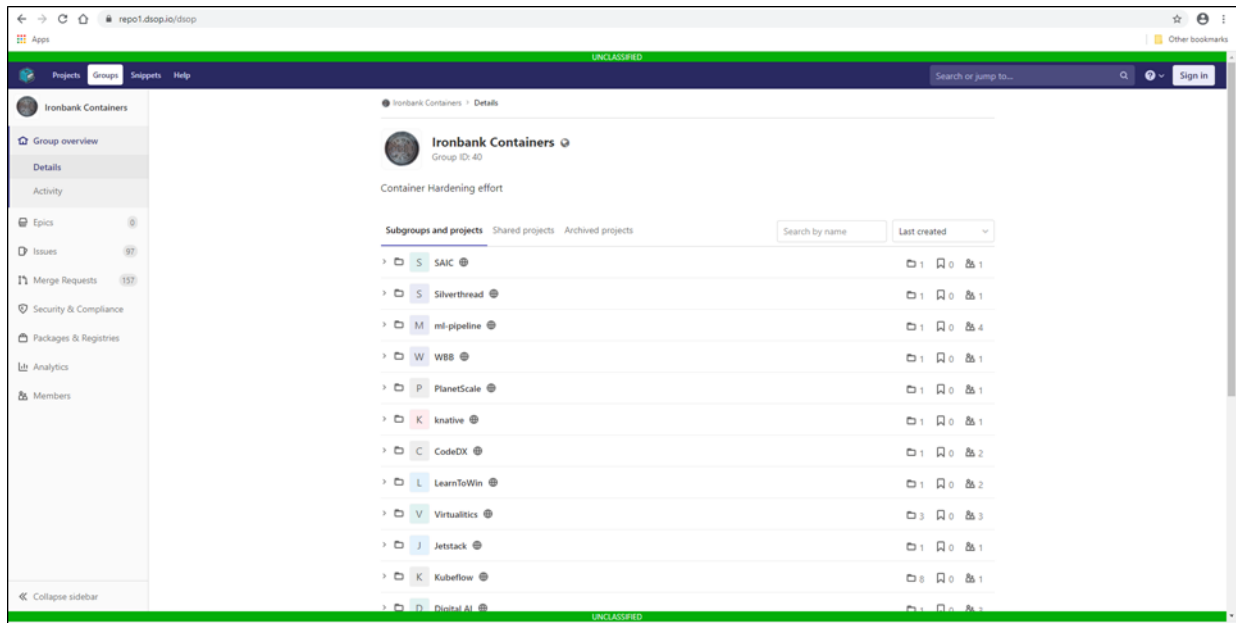 repo1.dsop.io/dsop
Apps
Other bookmarks
UNCLASSIFIED
Projects Groups Snippets Help
Search or jump to...
Sign in
Ironbank Containers
Group overview
Details
Activity
Epics 0
Issues 97
Merge Requests 157
Security & Compliance
Packages & Registries
Analytics
Members
Collapse sidebar
Ironbank Containers > Details
Ironbank Containers
Group ID: 40
Container Hardening effort
Subgroups and projects Shared projects Archived projects
Search by name
Last created
S SAIC 1 0 1
S Silverthread 1 0 1
M ml-pipeline 1 0 4
W WBB 1 0 1
P PlanetScale 1 0 1
K knative 1 0 1
C CodeDX 1 0 2
L LearnToWin 1 0 2
V Virtualitics 3 0 3
J Jetstack 1 0 1
K Kubeflow 8 0 1
D Digital AI 1 0
UNCLASSIFIED